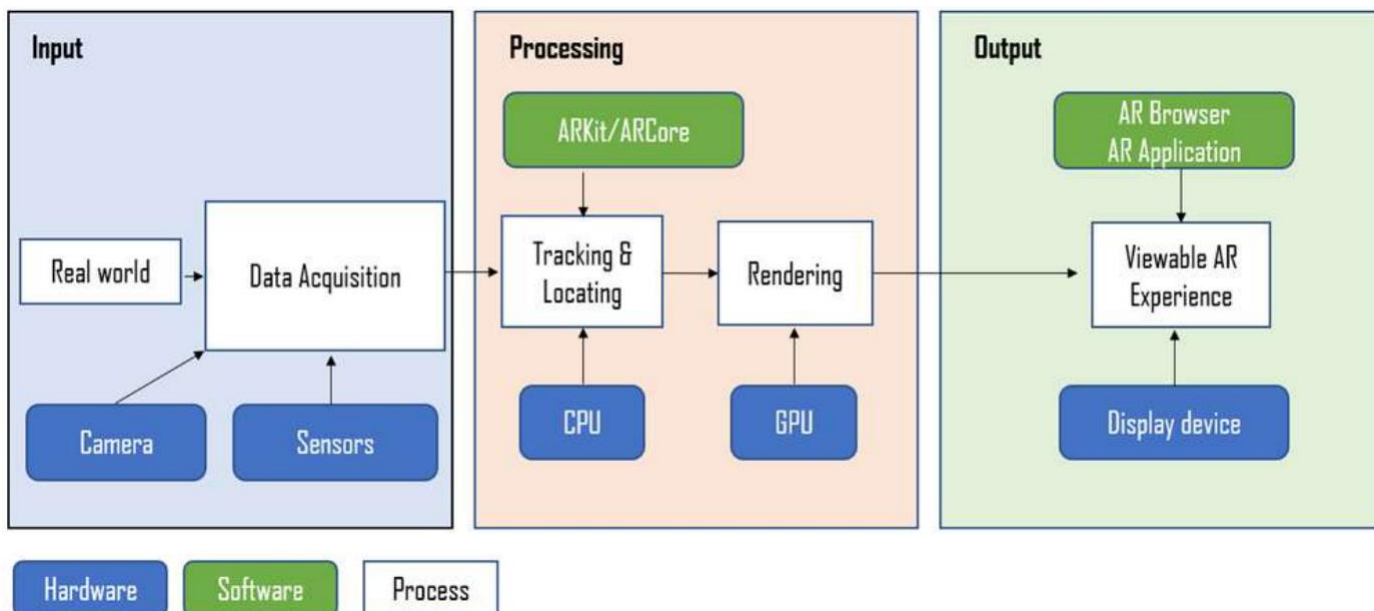 Input
Processing
Output
ARKit/ARCore
AR Browser
AR Application
Real world
Data Acquisition
Tracking &
Locating
Rendering
Viewable AR
Experience
Camera
Sensors
CPU
GPU
Display device
Hardware
Software
Process